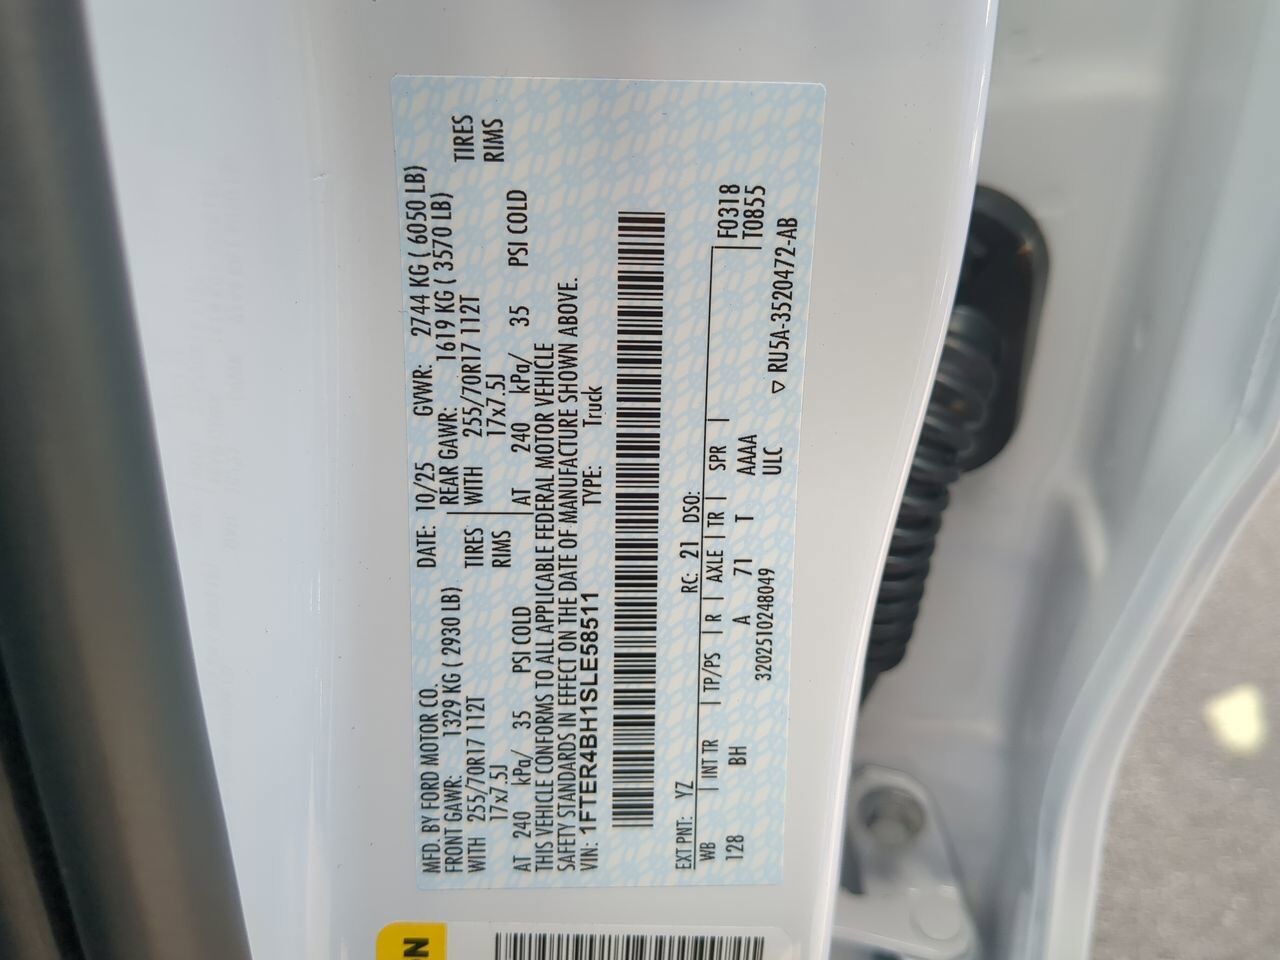 MFD. BY FORD MOTOR CO. DATE: 10/25 GVWR: 2744 KG ( 6050 LB)
FRONT GAWR: 1329 KG ( 2930 LB) REAR GAWR: 1619 KG ( 3570 LB)
WITH 255/70R17 112T TIRES WITH 255/70R17 112T TIRES
17x7.5J RIMS 17x7.5J RIMS
AT 240 kPa/ 35 PSI COLD AT 240 kPa/ 35 PSI COLD
THIS VEHICLE CONFORMS TO ALL APPLICABLE FEDERAL MOTOR VEHICLE
SAFETY STANDARDS IN EFFECT ON THE DATE OF MANUFACTURE SHOWN ABOVE.
VIN: 1FTER4BH1SLE58511 TYPE: Truck
EXT PNT: YZ RC: 21 DSO:
WB INT TR TP/PS R AXLE TR SPR F0318
128 BH A 71 T AAAA T0855
3202510248049 ULC
▽ RU5A-3520472-AB